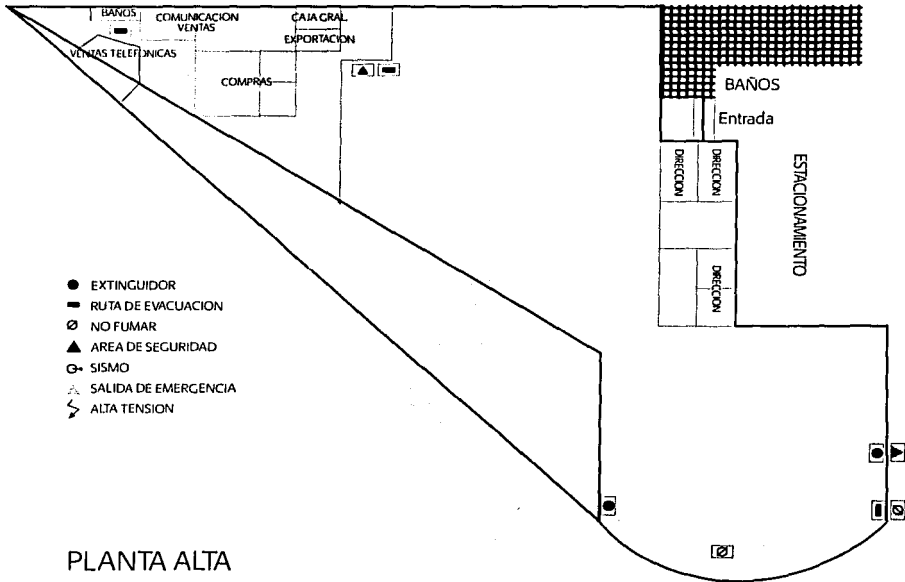 BAÑOS
COMUNICACION
VENTAS
CAJA GRAL.
EXPORTACION
VENTAS TELEFONICAS
COMPRAS
BAÑOS
Entrada
DIRECCION
DIRECCION
ESTACIONAMIENTO
DIRECCION
EXTINGUIDOR
RUTA DE EVACUACION
NO FUMAR
AREA DE SEGURIDAD
SISMO
SALIDA DE EMERGENCIA
ALTA TENSION
PLANTA ALTA